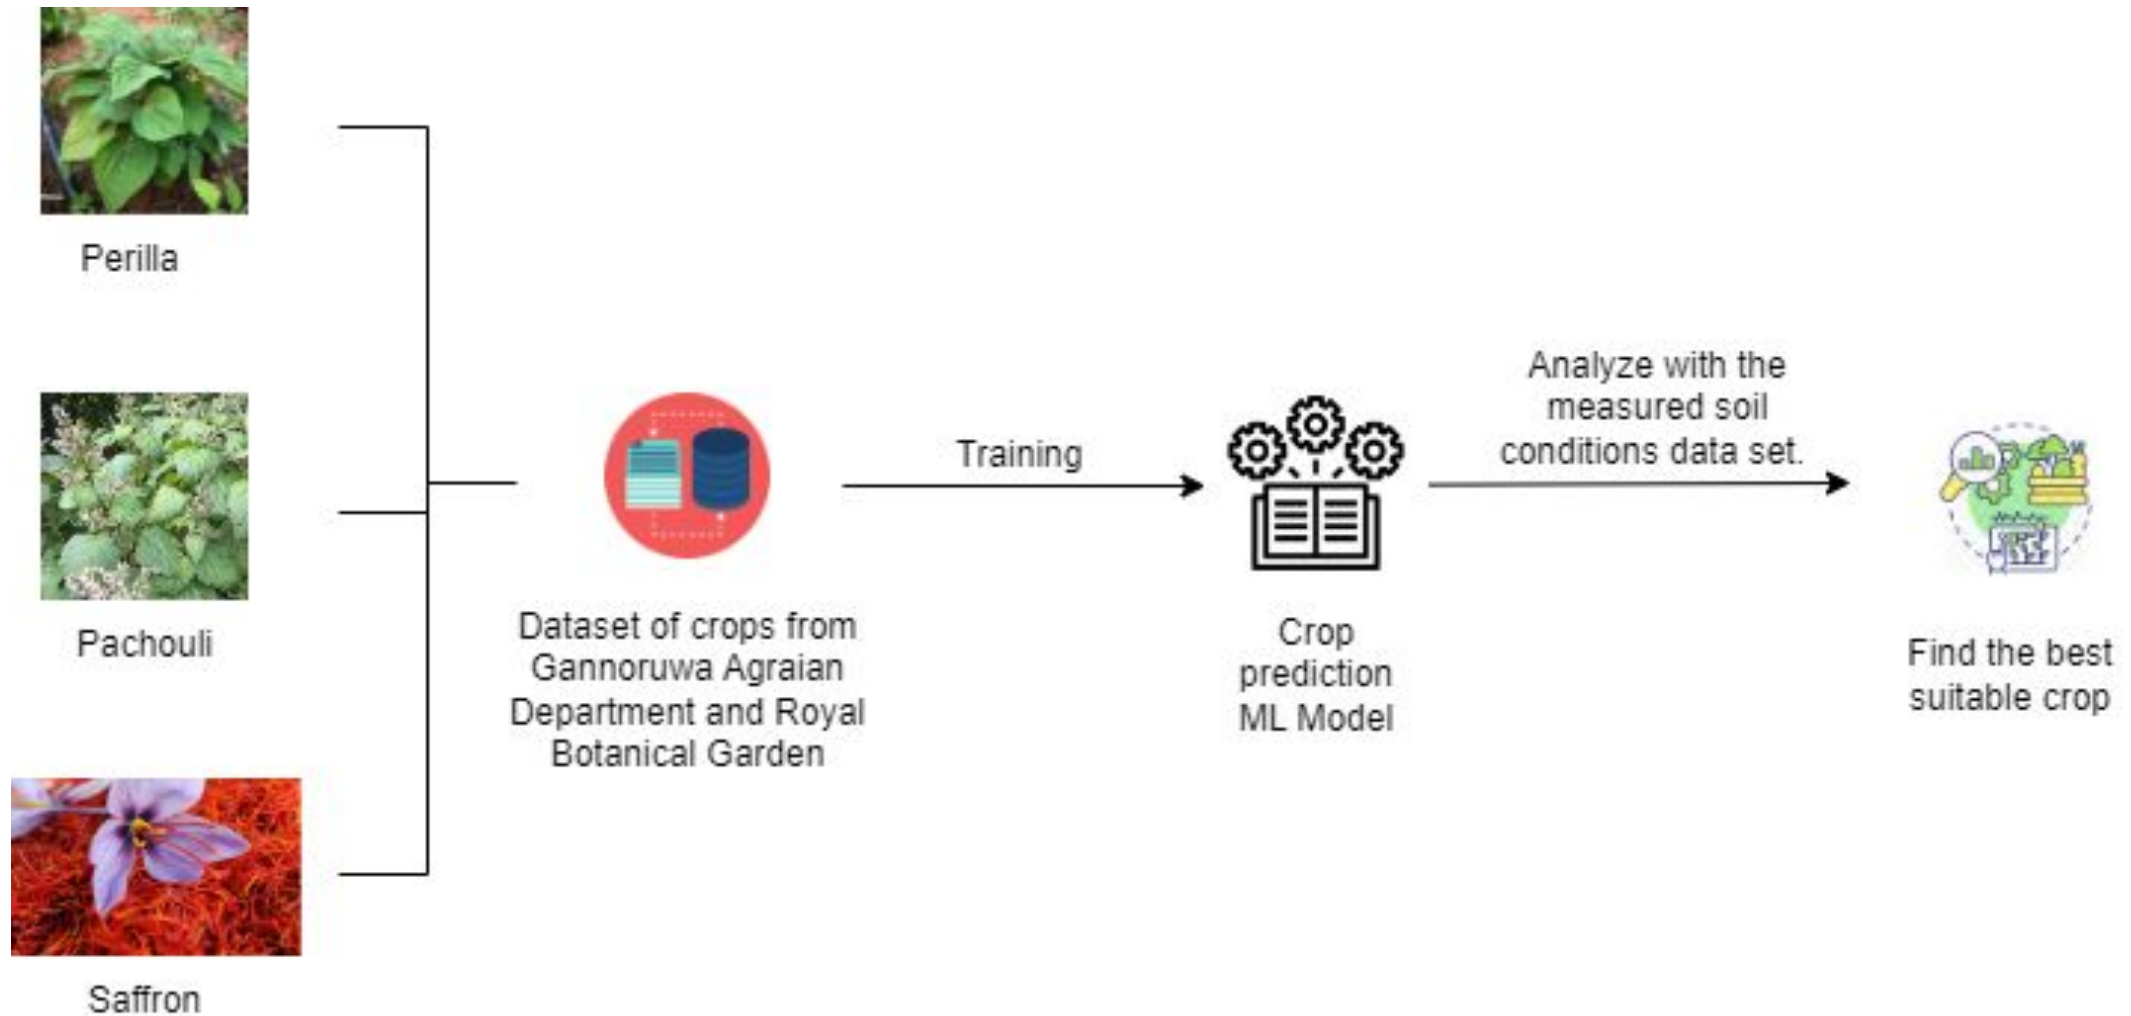 Perilla
Pachouli
Saffron
Dataset of crops from
Gannoruwa Agraian
Department and Royal
Botanical Garden
Training
Crop
prediction
ML Model
Analyze with the
measured soil
conditions data set.
Find the best
suitable crop